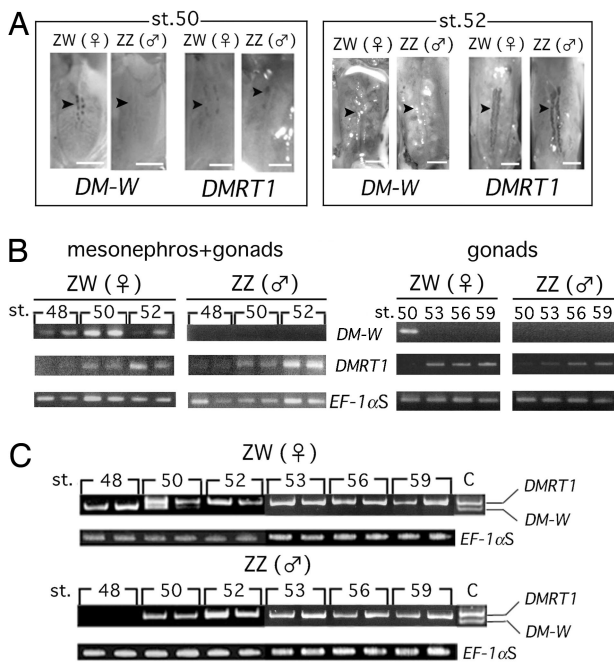 A
st.50
st.52
ZW (♀) ZZ (♂) ZW (♀) ZZ (♂)
ZW (♀) ZZ (♂) ZW (♀) ZZ (♂)
DM-W DMRT1
DM-W DMRT1
B
mesonephros+gonads gonads
ZW (♀) ZZ (♂) ZW (♀) ZZ (♂)
st. 48 50 52 48 50 52 st. 50 53 56 59 50 53 56 59
DM-W
DMRT1
EF-1αS
C
ZW (♀)
st. 48 50 52 53 56 59 C
DMRT1
DM-W
EF-1αS
ZZ (♂)
st. 48 50 52 53 56 59 C
DMRT1
DM-W
EF-1αS